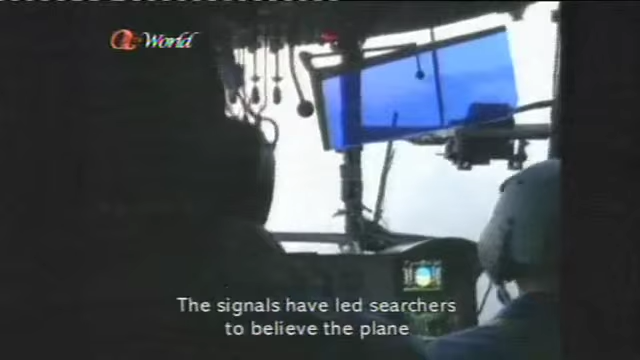 World
The signals have led searchers
to believe the plane